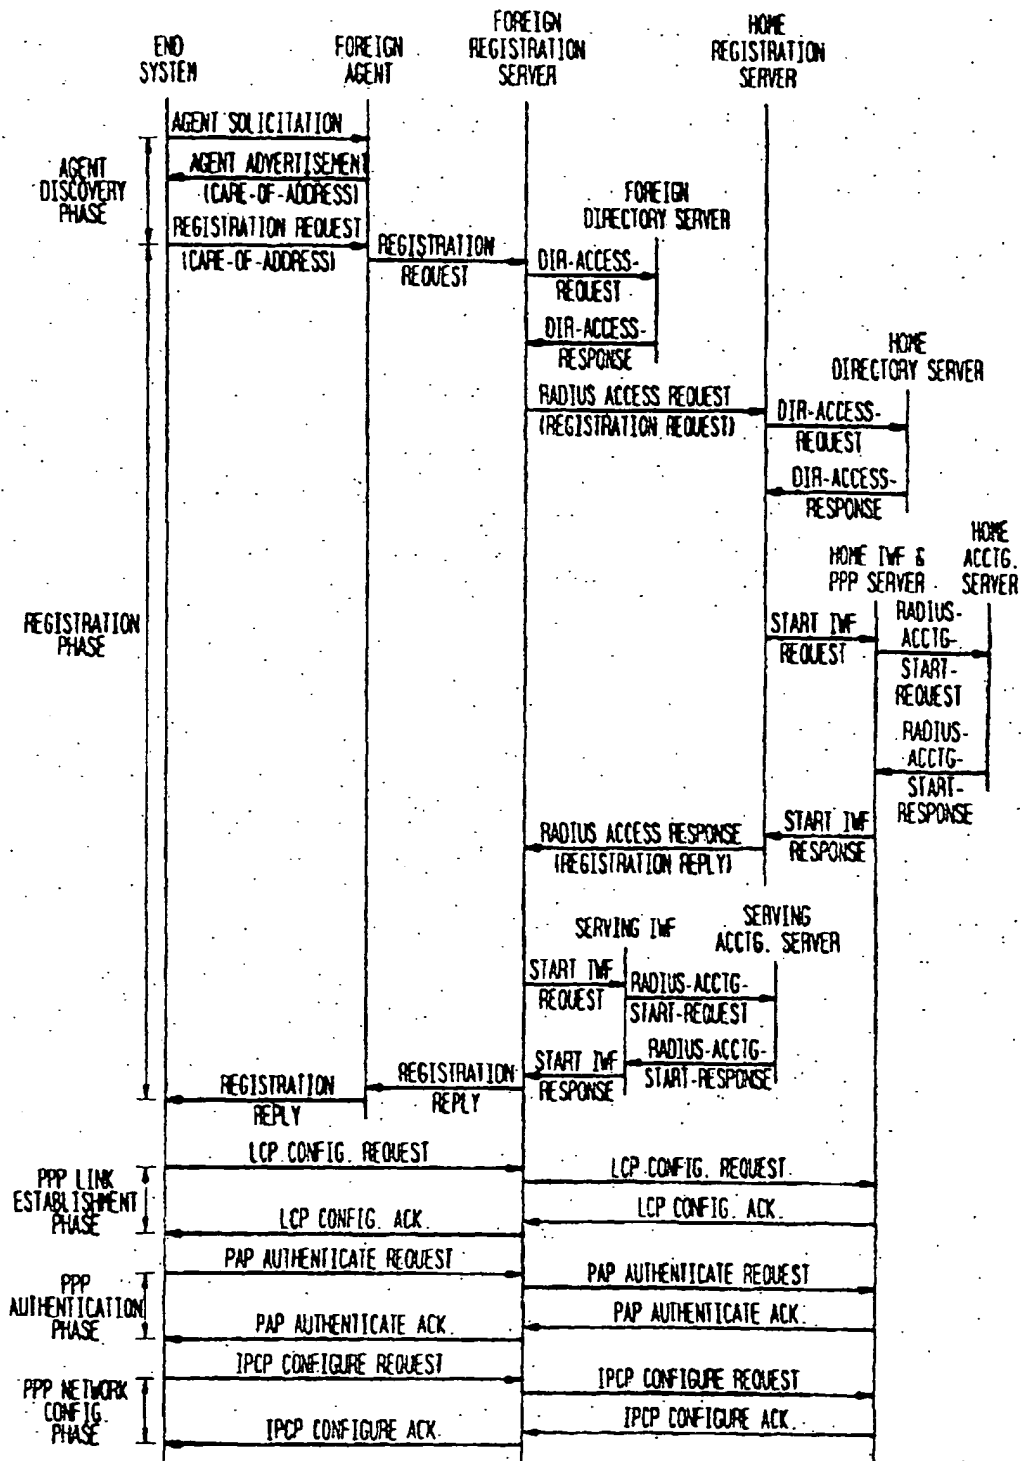 END
SYSTEM
FOREIGN
AGENT
FOREIGN
REGISTRATION
SERVER
HOME
REGISTRATION
SERVER
AGENT SOLICITATION
AGENT ADVERTISEMENT
(CARE-OF-ADDRESS)
AGENT
DISCOVERY
PHASE
REGISTRATION REQUEST
(CARE-OF-ADDRESS)
REGISTRATION
REQUEST
FOREIGN
DIRECTORY SERVER
DIR-ACCESS-
REQUEST
DIR-ACCESS-
RESPONSE
HOME
DIRECTORY SERVER
RADIUS ACCESS REQUEST
(REGISTRATION REQUEST)
DIR-ACCESS-
REQUEST
DIR-ACCESS-
RESPONSE
HOME IWF &
PPP SERVER
HOME
ACCTG.
SERVER
REGISTRATION
PHASE
START IWF
REQUEST
RADIUS-
ACCTG-
START-
REQUEST
RADIUS-
ACCTG-
START-
RESPONSE
START IWF
RESPONSE
RADIUS ACCESS RESPONSE
(REGISTRATION REPLY)
SERVING IWF
SERVING
ACCTG. SERVER
START IWF
REQUEST
RADIUS-ACCTG-
START-REQUEST
RADIUS-ACCTG-
START-RESPONSE
START IWF
RESPONSE
REGISTRATION
REPLY
REGISTRATION
REPLY
LCP CONFIG. REQUEST
LCP CONFIG. REQUEST
PPP LINK
ESTABLISHMENT
PHASE
LCP CONFIG. ACK.
LCP CONFIG. ACK.
PAP AUTHENTICATE REQUEST
PAP AUTHENTICATE REQUEST
PPP
AUTHENTICATION
PHASE
PAP AUTHENTICATE ACK.
PAP AUTHENTICATE ACK.
IPCP CONFIGURE REQUEST
IPCP CONFIGURE REQUEST
PPP NETWORK
CONFIG.
PHASE
IPCP CONFIGURE ACK.
IPCP CONFIGURE ACK.